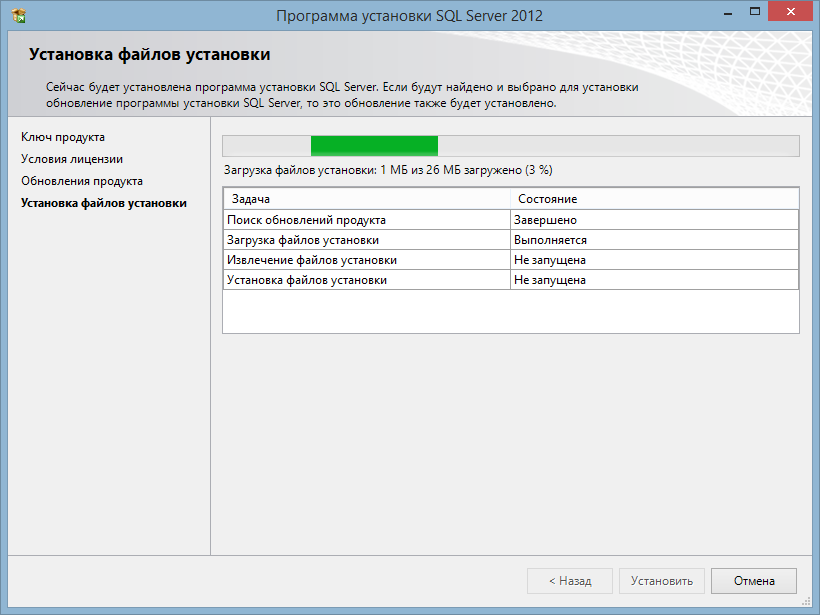 Программа установки SQL Server 2012
Установка файлов установки
Сейчас будет установлена программа установки SQL Server. Если будут найдено и выбрано для установки
обновление программы установки SQL Server, то это обновление также будет установлено.
Ключ продукта
Условия лицензии
Обновления продукта
Установка файлов установки
Загрузка файлов установки: 1 МБ из 26 МБ загружено (3 %)
Задача Состояние
Поиск обновлений продукта Завершено
Загрузка файлов установки Выполняется
Извлечение файлов установки Не запущена
Установка файлов установки Не запущена
< Назад Установить Отмена